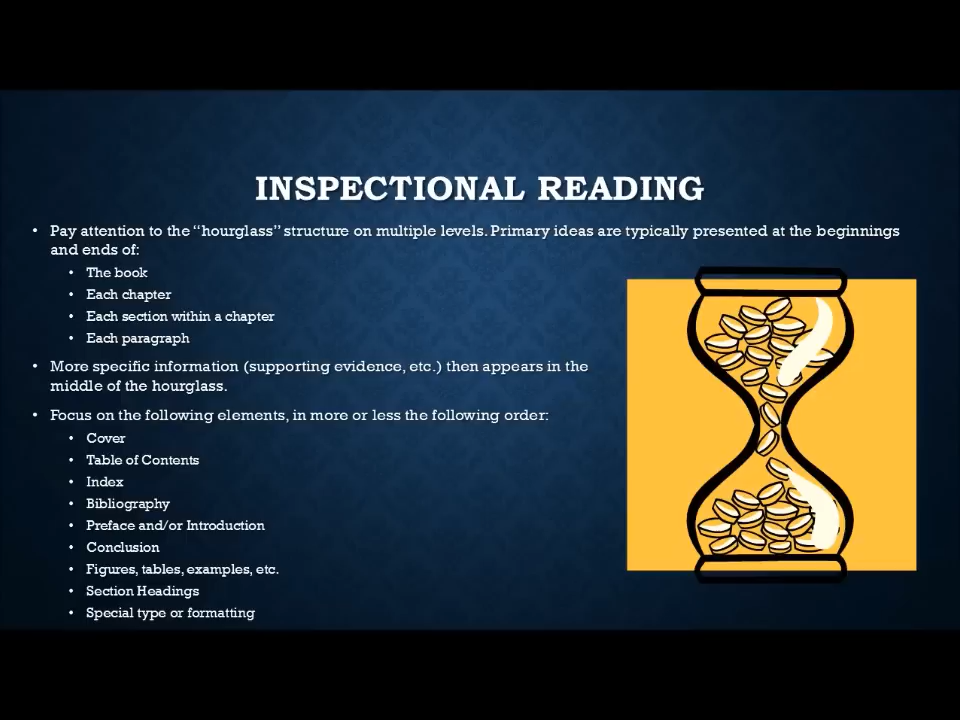 INSPECTIONAL READING
• Pay attention to the “hourglass” structure on multiple levels. Primary ideas are typically presented at the beginnings
and ends of:
• The book
• Each chapter
• Each section within a chapter
• Each paragraph
• More specific information (supporting evidence, etc.) then appears in the
middle of the hourglass.
• Focus on the following elements, in more or less the following order:
• Cover
• Table of Contents
• Index
• Bibliography
• Preface and/or Introduction
• Conclusion
• Figures, tables, examples, etc.
• Section Headings
• Special type or formatting